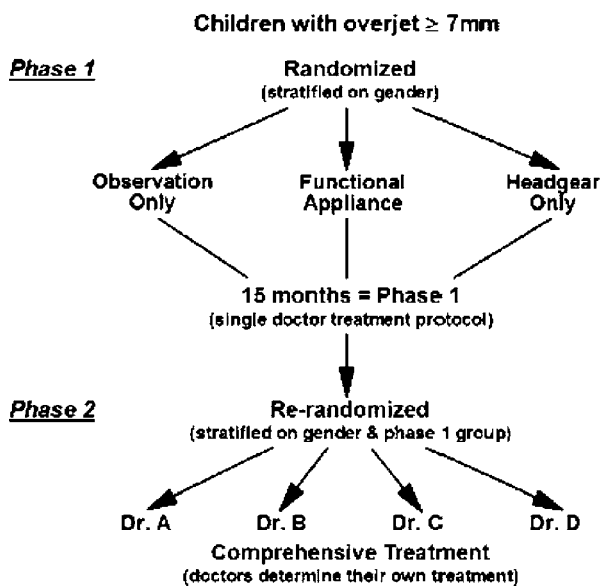 Children with overjet ≥ 7mm
Phase 1
Randomized
(stratified on gender)
Observation Only
Functional Appliance
Headgear Only
15 months = Phase 1
(single doctor treatment protocol)
Phase 2
Re-randomized
(stratified on gender & phase 1 group)
Dr. A Dr. B Dr. C Dr. D
Comprehensive Treatment
(doctors determine their own treatment)